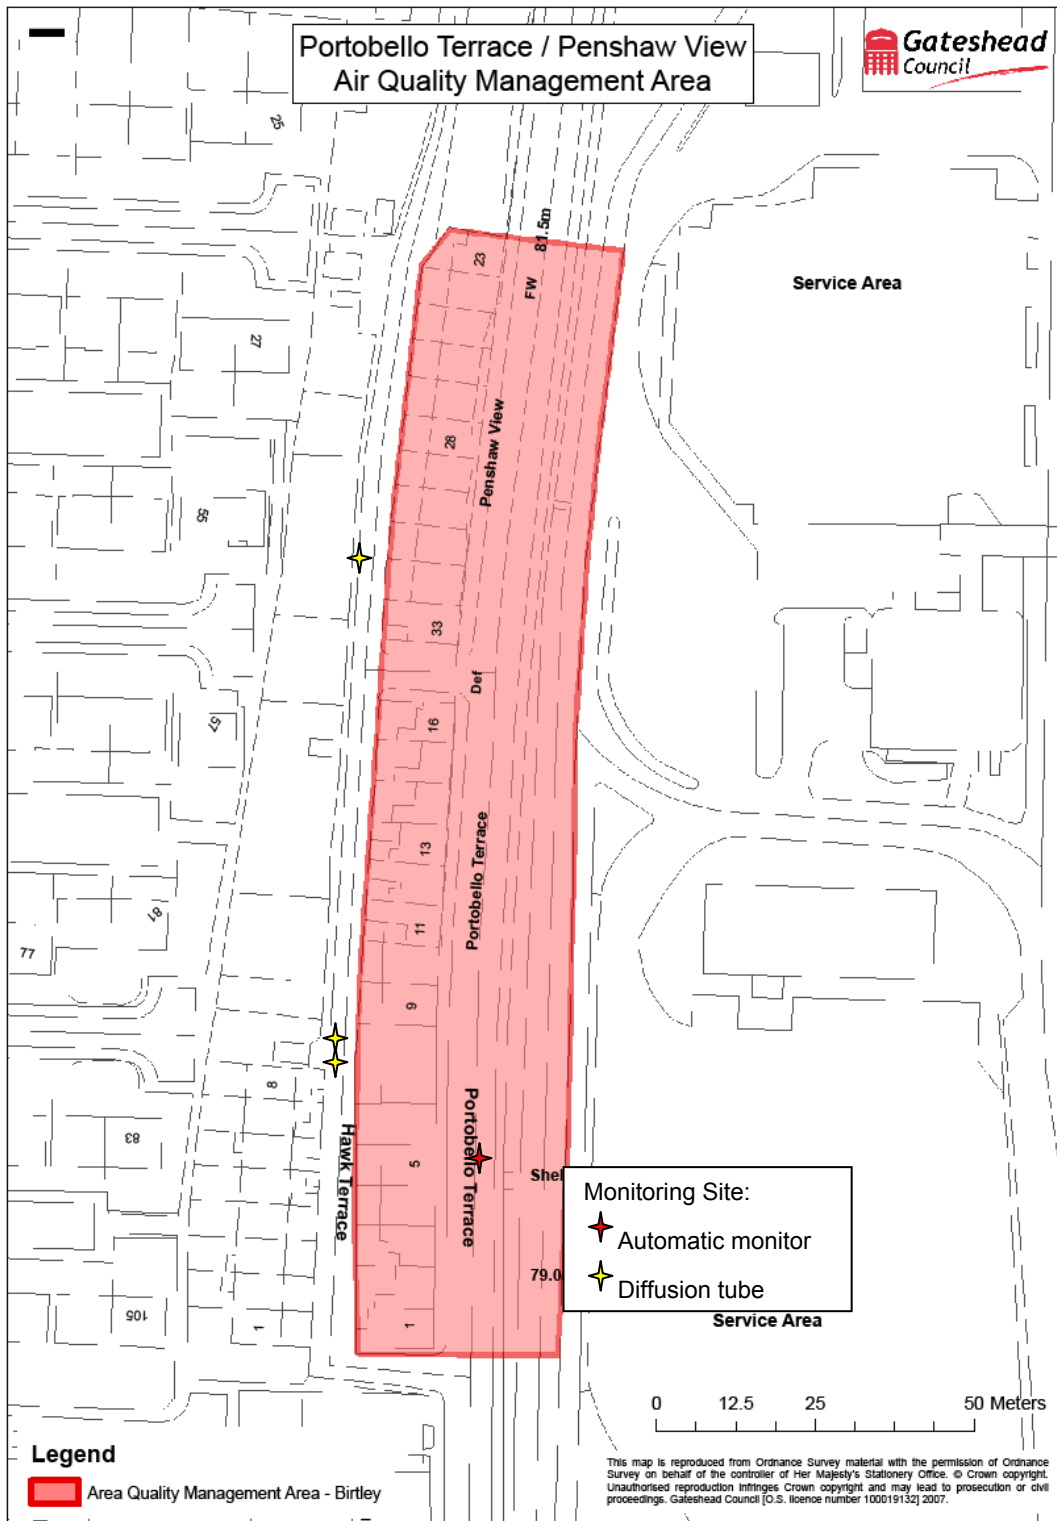 Portobello Terrace / Penshaw View
Air Quality Management Area
Gateshead
Council
25
81.5m
23
FW
Service Area
27
Penshaw View
28
55
33
Def
16
57
13
Portobello Terrace
11
81
77
9
8
Portobello Terrace
Hawk Terrace
83
5
Shel
Monitoring Site:
Automatic monitor
Diffusion tube
79.0
Service Area
105
1
1
0 12.5 25 50 Meters
Legend
Area Quality Management Area - Birtley
This map is reproduced from Ordnance Survey material with the permission of Ordnance
Survey on behalf of the controller of Her Majesty's Stationery Office. © Crown copyright.
Unauthorised reproduction infringes Crown copyright and may lead to prosecution or civil
proceedings. Gateshead Council [O.S. licence number 100019132] 2007.